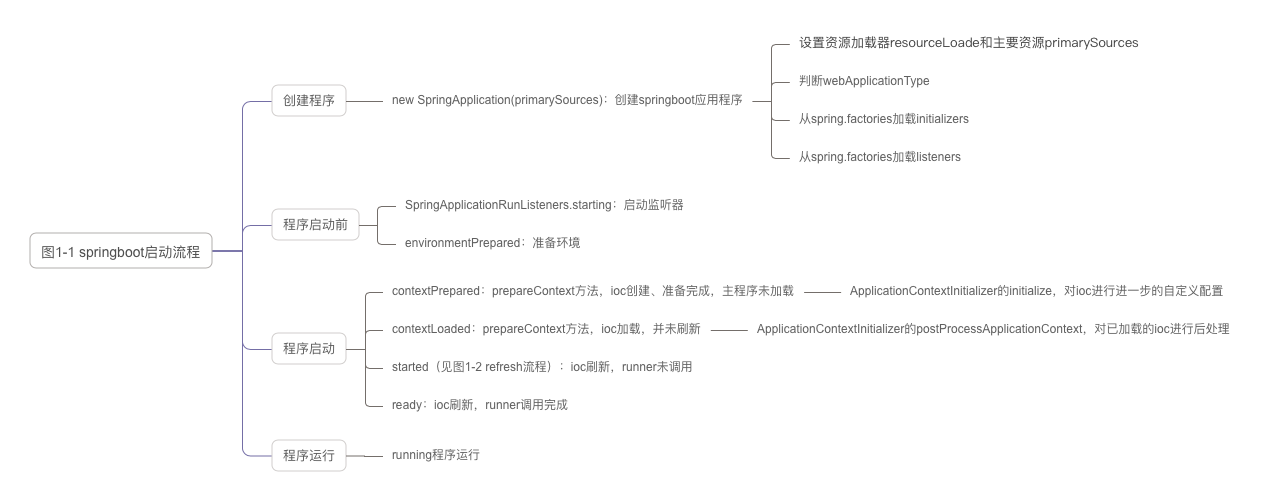 图1-1 springboot启动流程
创建程序
new SpringApplication(primarySources)：创建springboot应用程序
设置资源加载器resourceLoade和主要资源primarySources
判断webApplicationType
从spring.factories加载initializers
从spring.factories加载listeners
程序启动前
SpringApplicationRunListeners.starting：启动监听器
environmentPrepared：准备环境
程序启动
contextPrepared：prepareContext方法，ioc创建、准备完成，主程序未加载
ApplicationContextInitializer的initialize，对ioc进行进一步的自定义配置
contextLoaded：prepareContext方法，ioc加载，并未刷新
ApplicationContextInitializer的postProcessApplicationContext，对已加载的ioc进行后处理
started（见图1-2 refresh流程）：ioc刷新，runner未调用
ready：ioc刷新，runner调用完成
程序运行
running程序运行